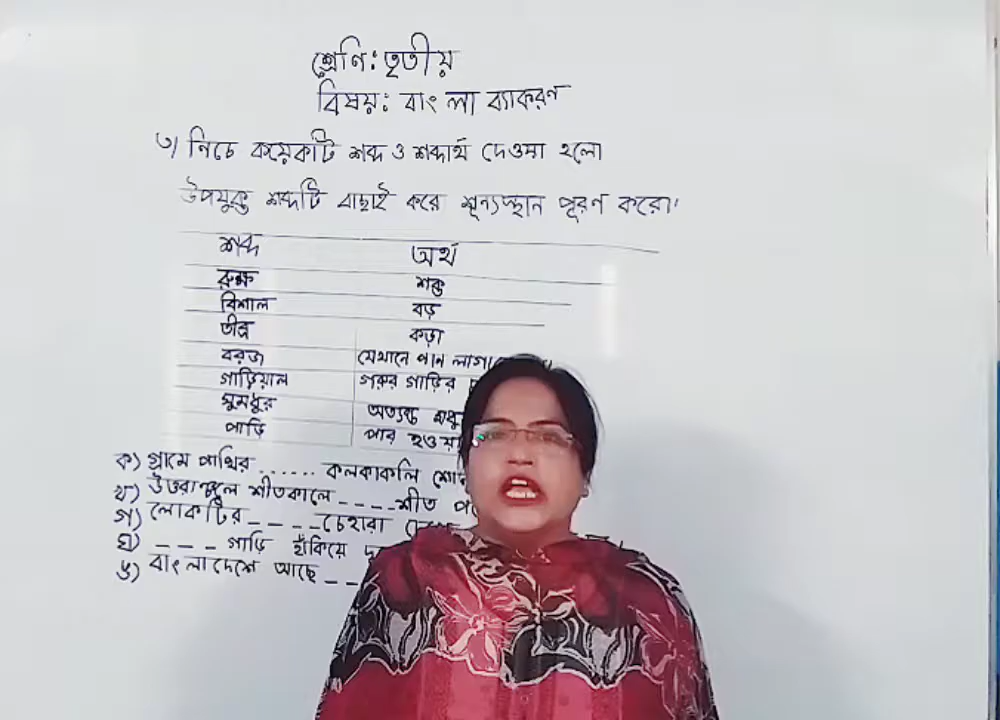 শ্রেণি: তৃতীয়
বিষয়: বাংলা ব্যাকরণ
৩/ নিচে কয়েকটি শব্দ ও শব্দার্থ দেওয়া হলো
উপযুক্ত শব্দটি বাছাই করে শূন্যস্থান পূরণ করো।
শব্দ অর্থ
রুক্ষ শক্ত
বিশাল বড়
তীব্র কড়া
বরজ যেখানে পান
গাড়িয়াল গরুর গাড়ির
সুমধুর অত্যন্ত
পাড়ি পার
ক) গ্রামে পাখির ...... কলকাকলি
খ) উত্তরাঞ্চলে শীতকালে _ _ _ _ শীত
গ) লোকটির _ _ _ _ চেহারা
ঘ) _ _ _ _ গাড়ি হাঁকিয়ে
ঙ) বাংলাদেশে আছে _ _